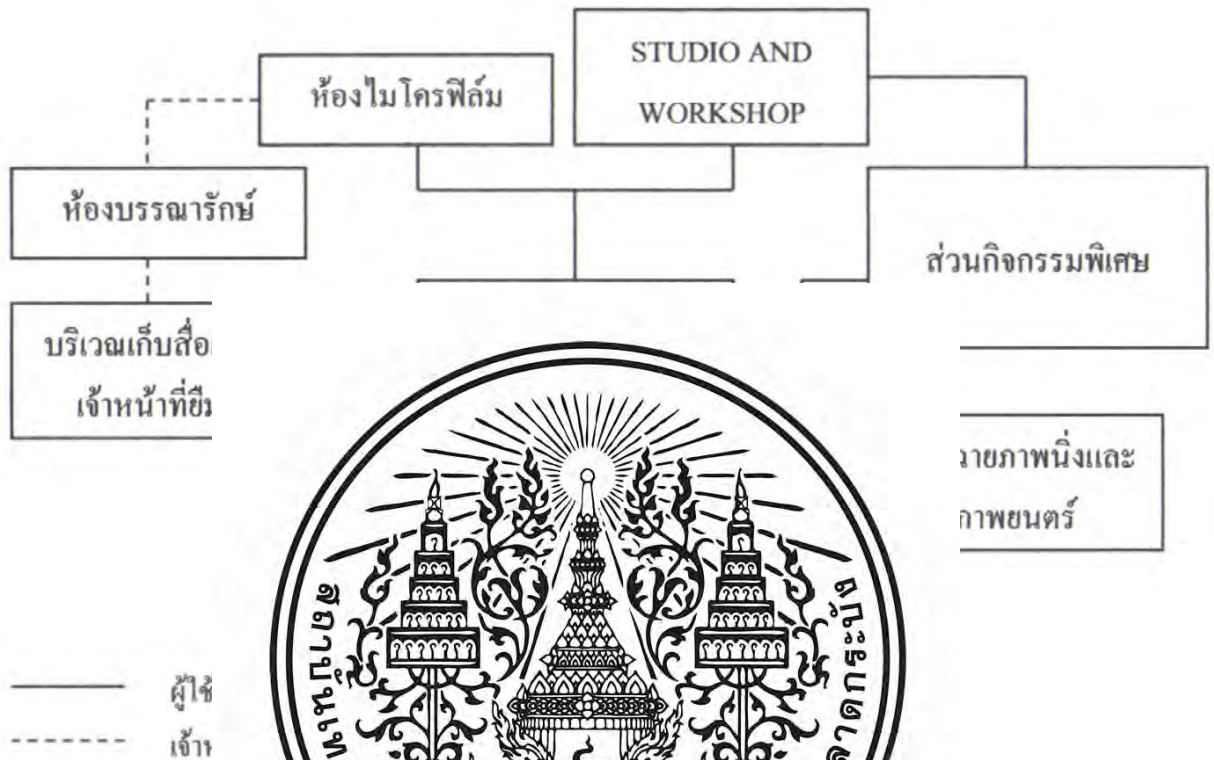 STUDIO AND
WORKSHOP
ห้องไมโครฟิล์ม
ห้องบรรณารักษ์
ส่วนกิจกรรมพิเศษ
บริเวณเก็บสื่อ
เจ้าหน้าที่ยืม
ายภาพนิ่งและ
ภาพยนตร์
ผู้ใช้